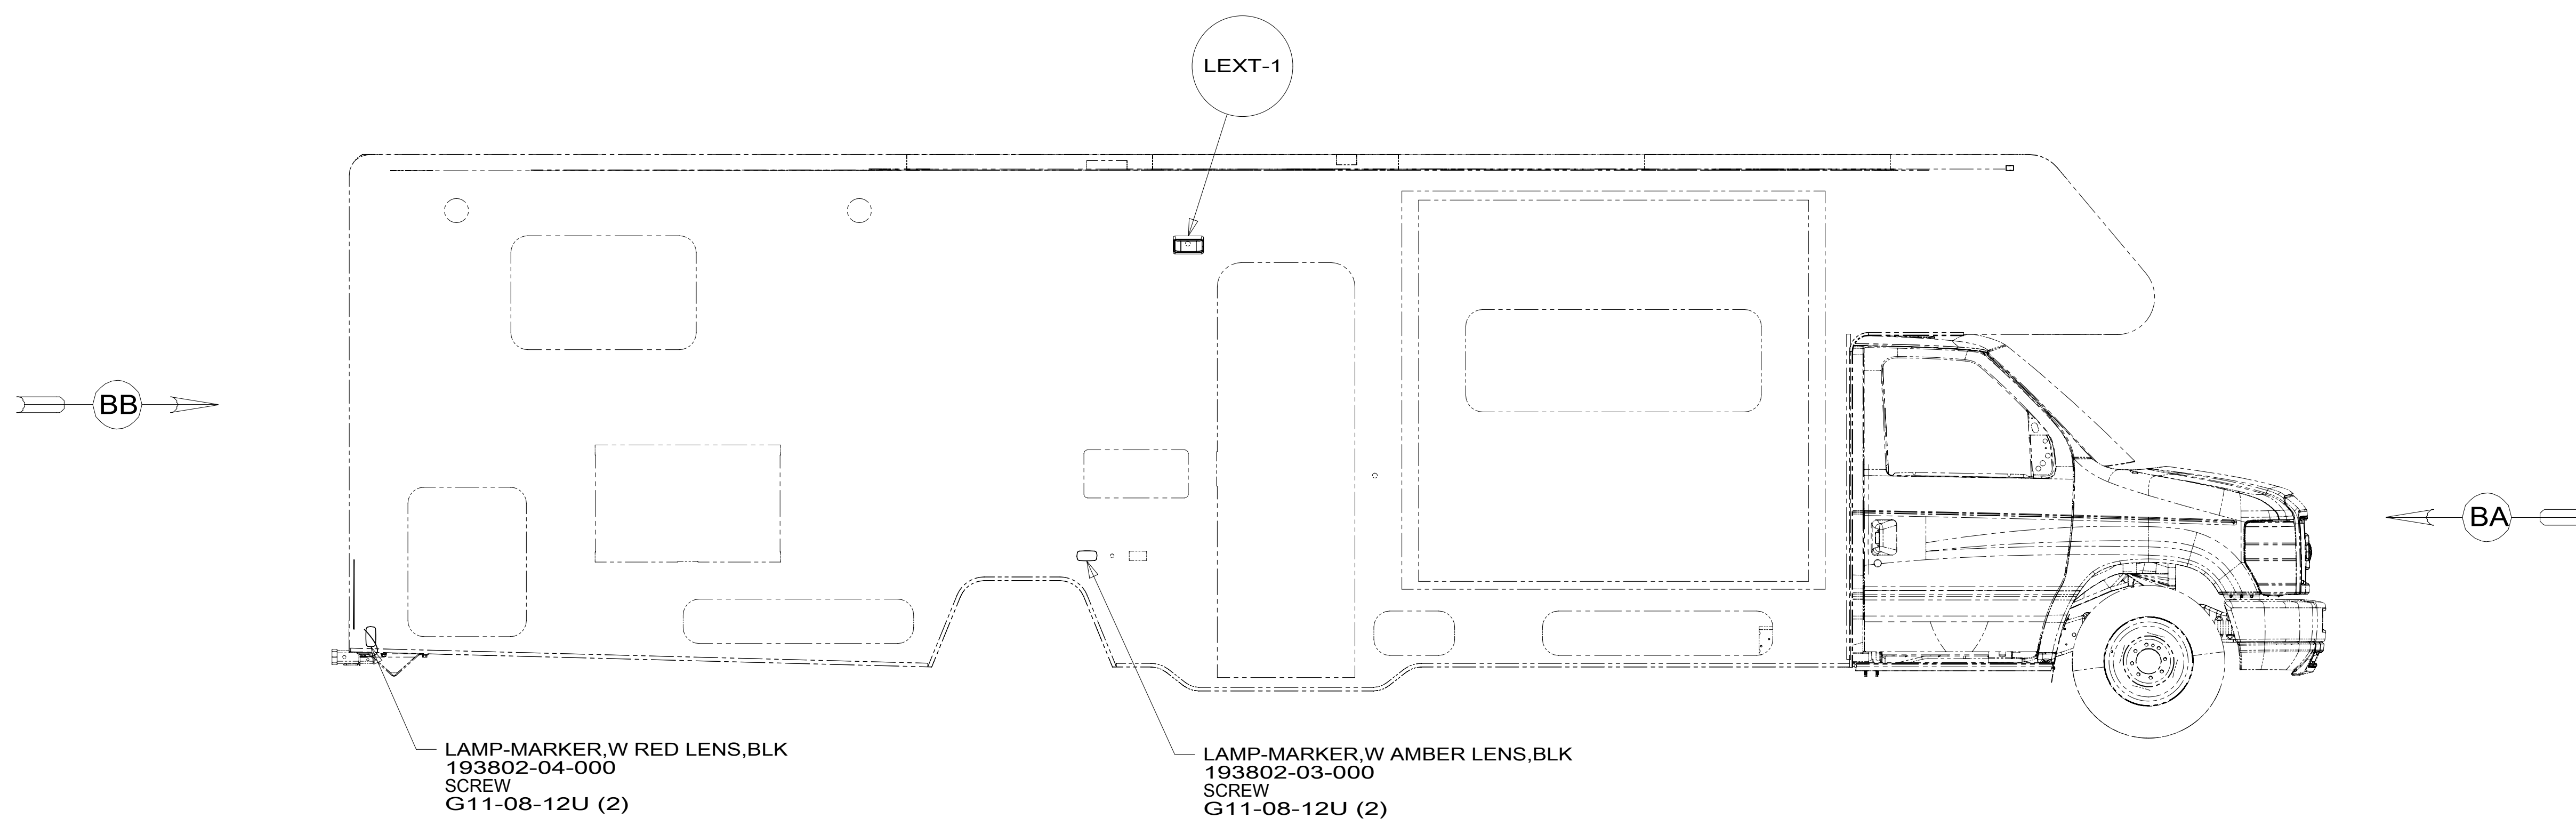 LEXT-1
BB
BA
LAMP-MARKER,W RED LENS,BLK
193802-04-000
SCREW
G11-08-12U (2)
LAMP-MARKER,W AMBER LENS,BLK
193802-03-000
SCREW
G11-08-12U (2)